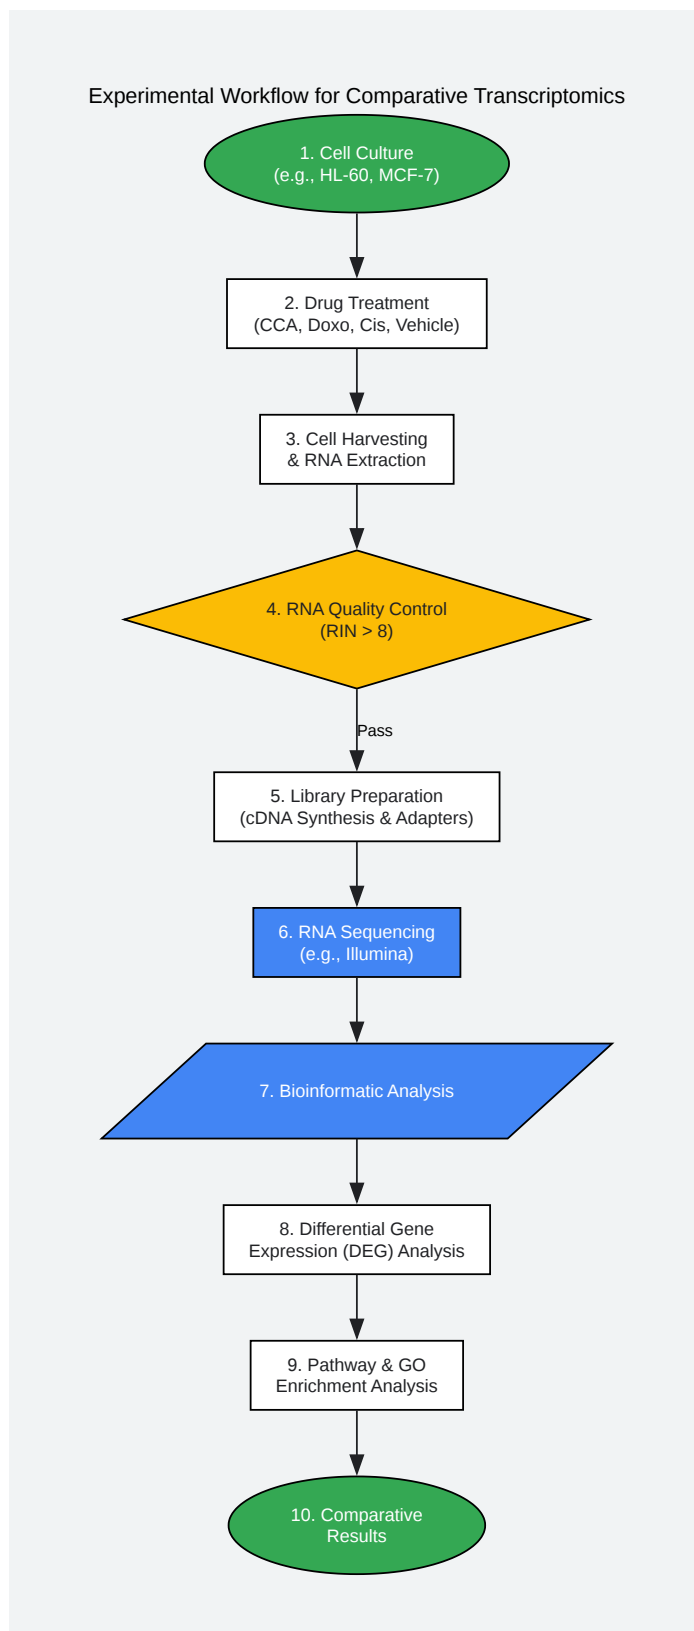 Experimental Workflow for Comparative Transcriptomics
1. Cell Culture
(e.g., HL-60, MCF-7)
2. Drug Treatment
(CCA, Doxo, Cis, Vehicle)
3. Cell Harvesting
& RNA Extraction
4. RNA Quality Control
(RIN > 8)
Pass
5. Library Preparation
(cDNA Synthesis & Adapters)
6. RNA Sequencing
(e.g., Illumina)
7. Bioinformatic Analysis
8. Differential Gene
Expression (DEG) Analysis
9. Pathway & GO
Enrichment Analysis
10. Comparative
Results